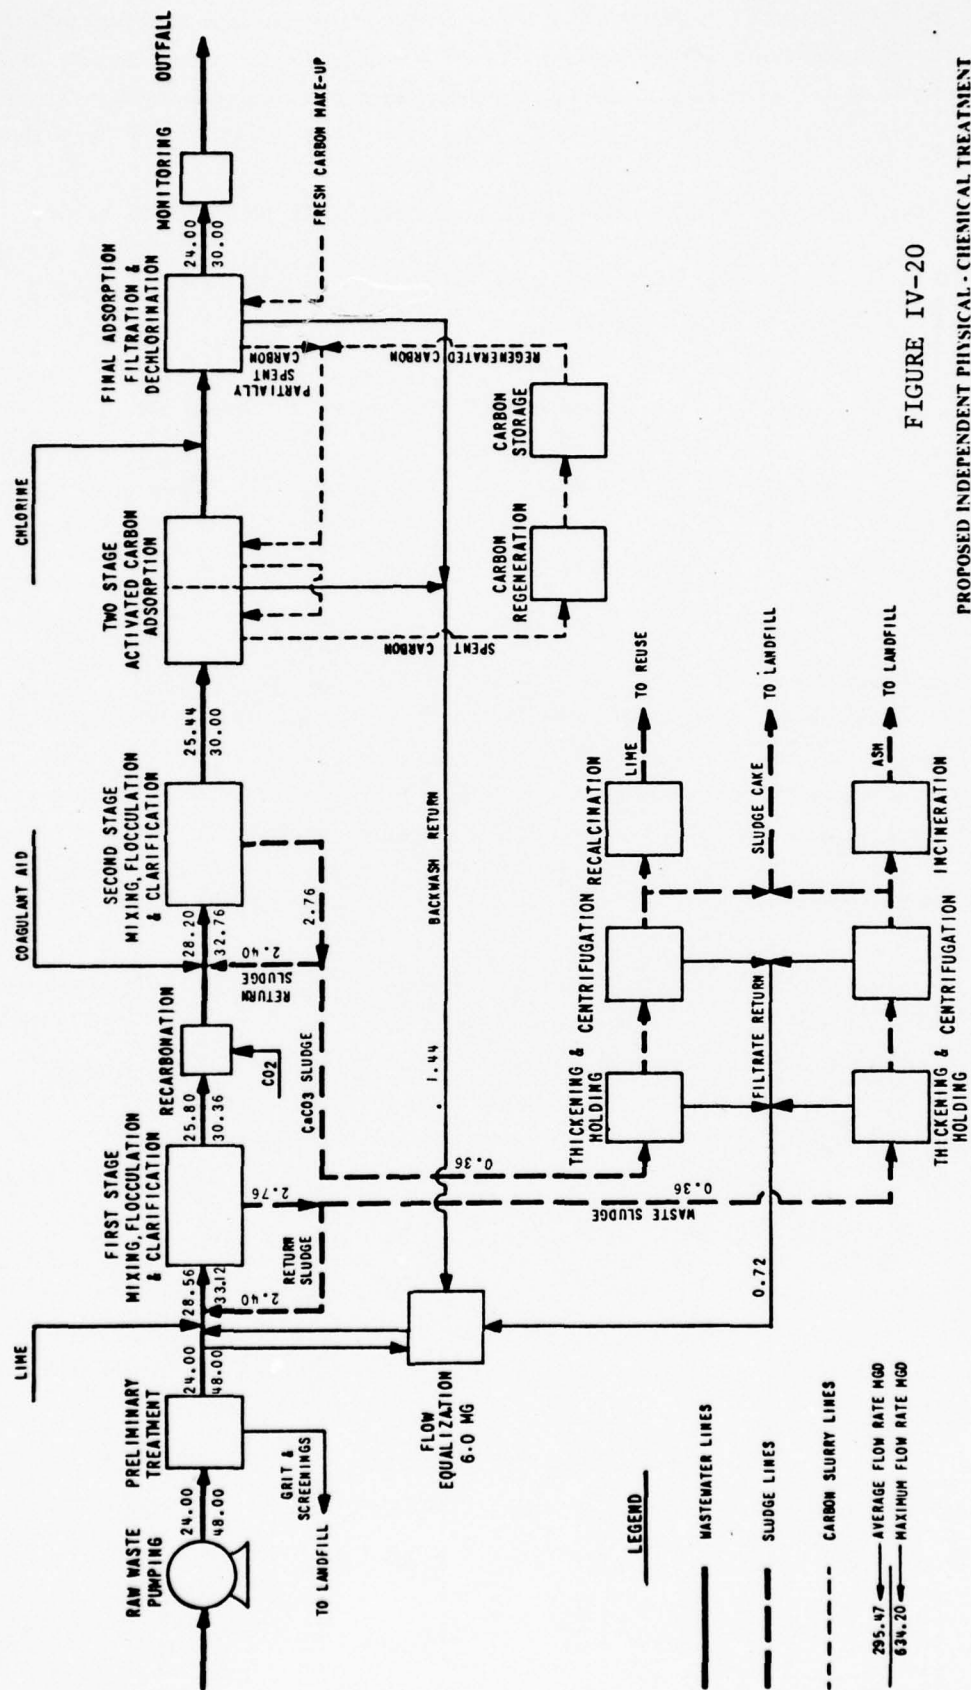 RAW WASTE
PUMPING
24.00
48.00
PRELIMINARY
TREATMENT
GRIT &
SCREENINGS
TO LANDFILL
24.00
48.00
LIME
28.56
33.12
FIRST STAGE
MIXING, FLOCCULATION
& CLARIFICATION
2.40
RETURN
SLUDGE
2.76
25.80
30.36
RECARBONATION
CO2
COAGULANT AID
28.20
32.76
RETURN
SLUDGE
2.40
SECOND STAGE
MIXING, FLOCCULATION
& CLARIFICATION
2.76
CaCO3 SLUDGE
25.44
30.00
TWO STAGE
ACTIVATED CARBON
ADSORPTION
CHLORINE
FINAL ADSORPTION
FILTRATION &
DECHLORINATION
24.00
30.00
MONITORING
OUTFALL
FRESH CARBON MAKE-UP
PARTIALLY
SPENT
CARBON
REGENERATED CARBON
SPENT CARBON
CARBON
REGENERATION
CARBON
STORAGE
BACKWASH RETURN
1.44
FLOW
EQUALIZATION
6.0 MG
0.36
0.36
WASTE SLUDGE
0.72
THICKENING &
HOLDING
CENTRIFUGATION
RECALCINATION
LIME
TO REUSE
FILTRATE RETURN
SLUDGE CAKE
TO LANDFILL
THICKENING &
HOLDING
CENTRIFUGATION
INCINERATION
ASH
TO LANDFILL
LEGEND
WASTEWATER LINES
SLUDGE LINES
CARBON SLURRY LINES
295.47 AVERAGE FLOW RATE MGD
634.20 MAXIMUM FLOW RATE MGD
FIGURE IV-20
PROPOSED INDEPENDENT PHYSICAL - CHEMICAL TREATMENT